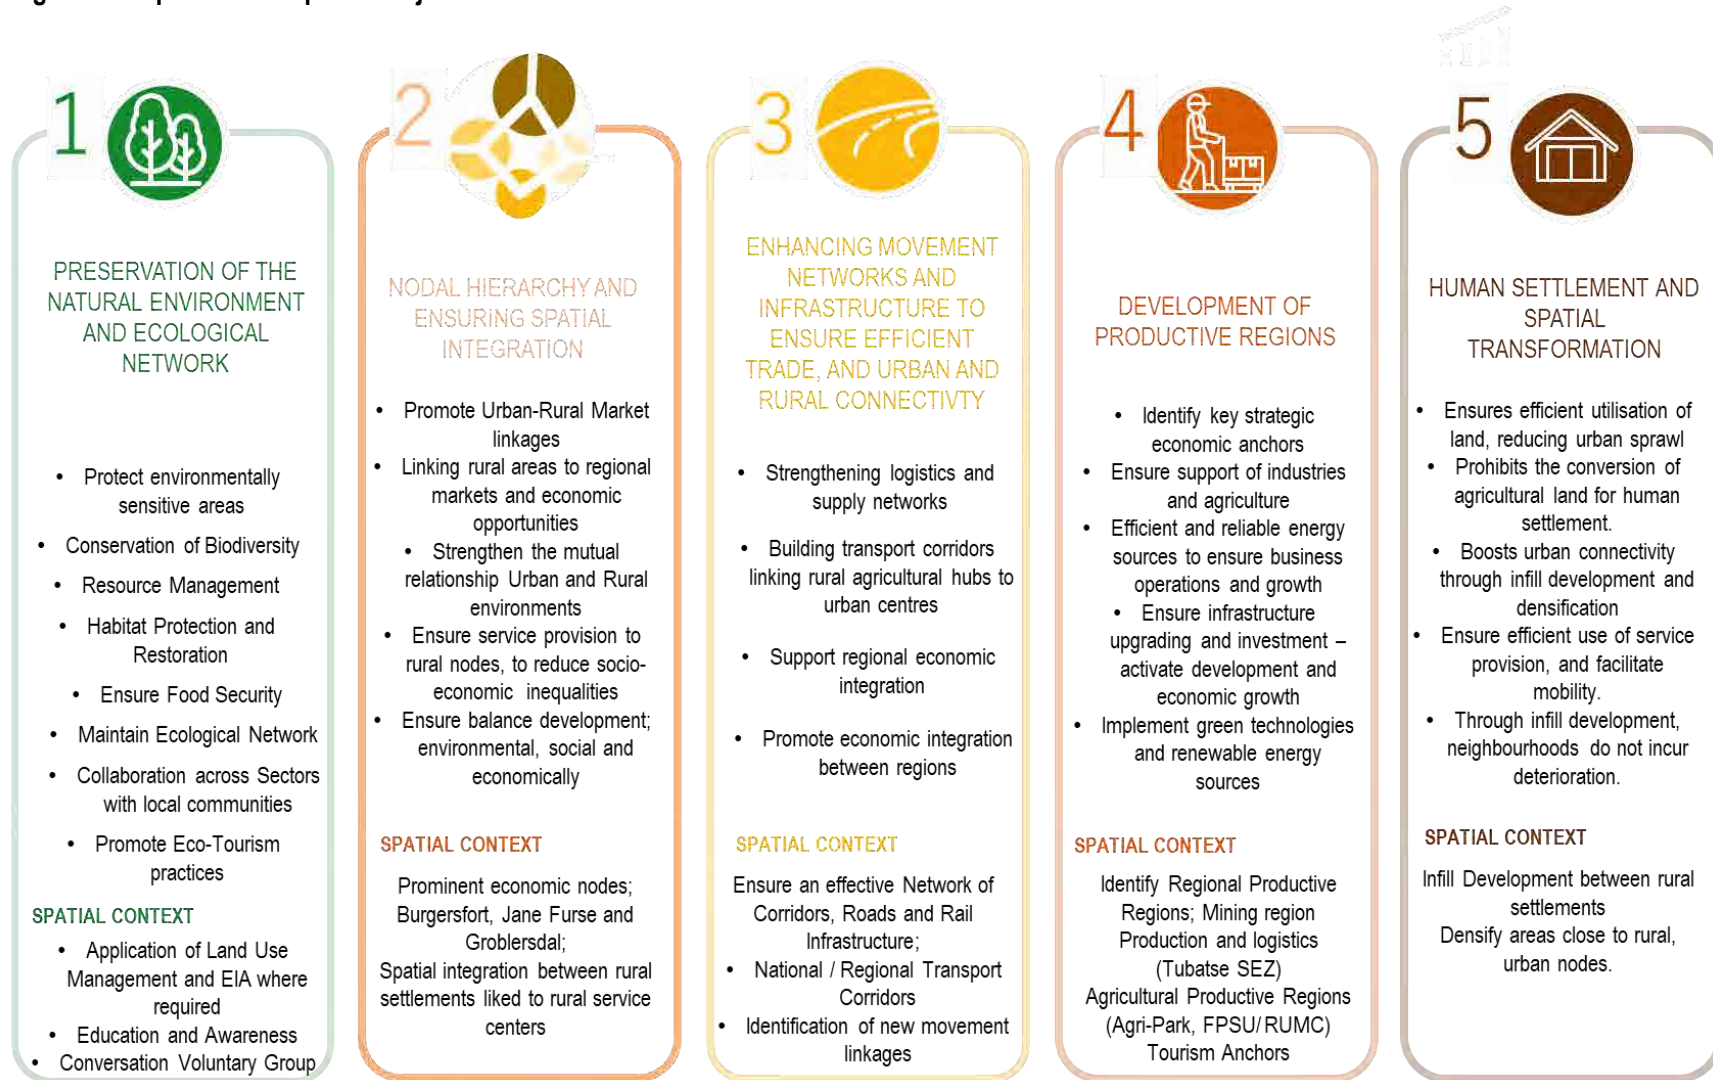 1
PRESERVATION OF THE
NATURAL ENVIRONMENT
AND ECOLOGICAL
NETWORK
• Protect environmentally
sensitive areas
• Conservation of Biodiversity
• Resource Management
• Habitat Protection and
Restoration
• Ensure Food Security
• Maintain Ecological Network
• Collaboration across Sectors
with local communities
• Promote Eco-Tourism
practices
SPATIAL CONTEXT
• Application of Land Use
Management and EIA where
required
• Education and Awareness
• Conversation Voluntary Group
2
NODAL HIERARCHY AND
ENSURING SPATIAL
INTEGRATION
• Promote Urban-Rural Market
linkages
• Linking rural areas to regional
markets and economic
opportunities
• Strengthen the mutual
relationship Urban and Rural
environments
• Ensure service provision to
rural nodes, to reduce socio-
economic inequalities
• Ensure balance development;
environmental, social and
economically
SPATIAL CONTEXT
Prominent economic nodes;
Burgersfort, Jane Furse and
Groblersdal;
Spatial integration between rural
settlements liked to rural service
centers
3
ENHANCING MOVEMENT
NETWORKS AND
INFRASTRUCTURE TO
ENSURE EFFICIENT
TRADE, AND URBAN AND
RURAL CONNECTIVTY
• Strengthening logistics and
supply networks
• Building transport corridors
linking rural agricultural hubs to
urban centres
• Support regional economic
integration
• Promote economic integration
between regions
SPATIAL CONTEXT
Ensure an effective Network of
Corridors, Roads and Rail
Infrastructure;
• National / Regional Transport
Corridors
• Identification of new movement
linkages
4
DEVELOPMENT OF
PRODUCTIVE REGIONS
• Identify key strategic
economic anchors
• Ensure support of industries
and agriculture
• Efficient and reliable energy
sources to ensure business
operations and growth
• Ensure infrastructure
upgrading and investment –
activate development and
economic growth
• Implement green technologies
and renewable energy
sources
SPATIAL CONTEXT
Identify Regional Productive
Regions; Mining region
Production and logistics
(Tubatse SEZ)
Agricultural Productive Regions
(Agri-Park, FPSU/ RUMC)
Tourism Anchors
5
HUMAN SETTLEMENT AND
SPATIAL
TRANSFORMATION
• Ensures efficient utilisation of
land, reducing urban sprawl
• Prohibits the conversion of
agricultural land for human
settlement.
• Boosts urban connectivity
through infill development and
densification
• Ensure efficient use of service
provision, and facilitate
mobility.
• Through infill development,
neighbourhoods do not incur
deterioration.
SPATIAL CONTEXT
Infill Development between rural
settlements
Densify areas close to rural,
urban nodes.